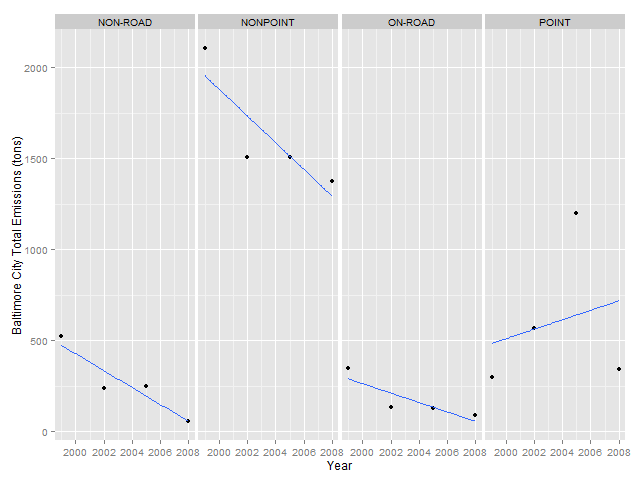 NON-ROAD NONPOINT ON-ROAD POINT
Baltimore City Total Emissions (tons)
2000
1500
1000
500
0
2000 2002 2004 2006 2008 2000 2002 2004 2006 2008 2000 2002 2004 2006 2008 2000 2002 2004 2006 2008
Year